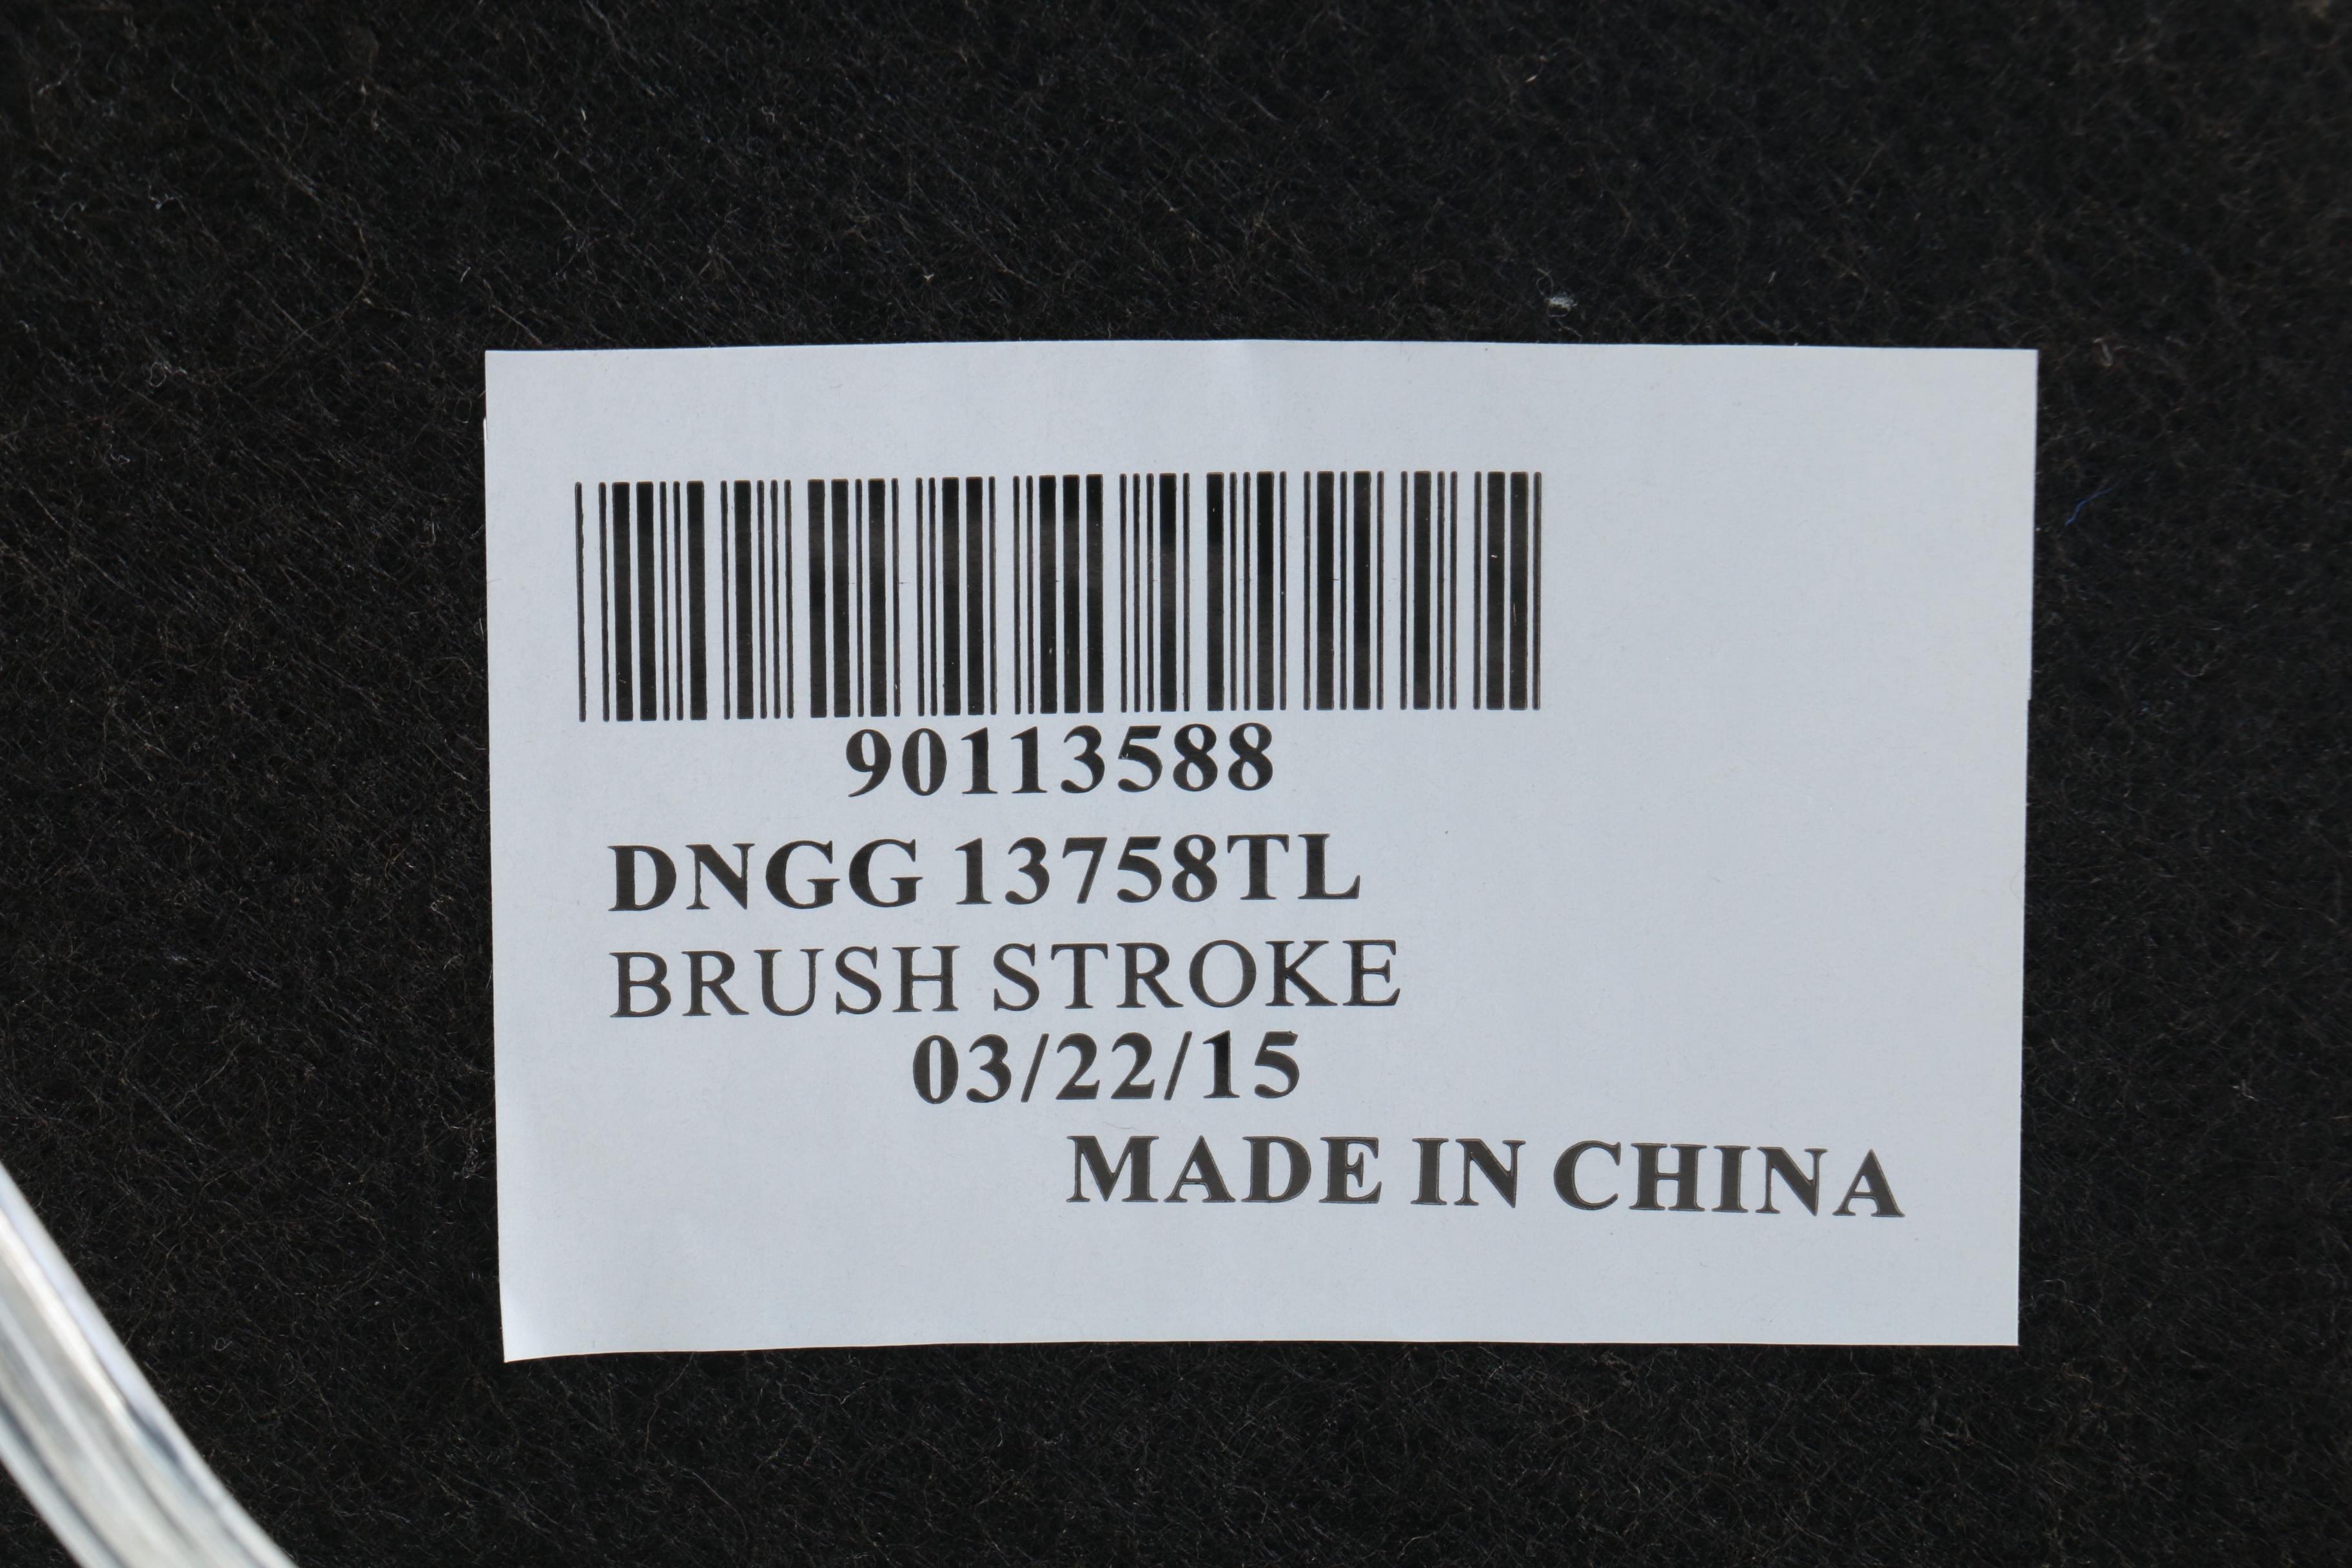 90113588
DNGG 13758TL
BRUSH STROKE
03/22/15
MADE IN CHINA